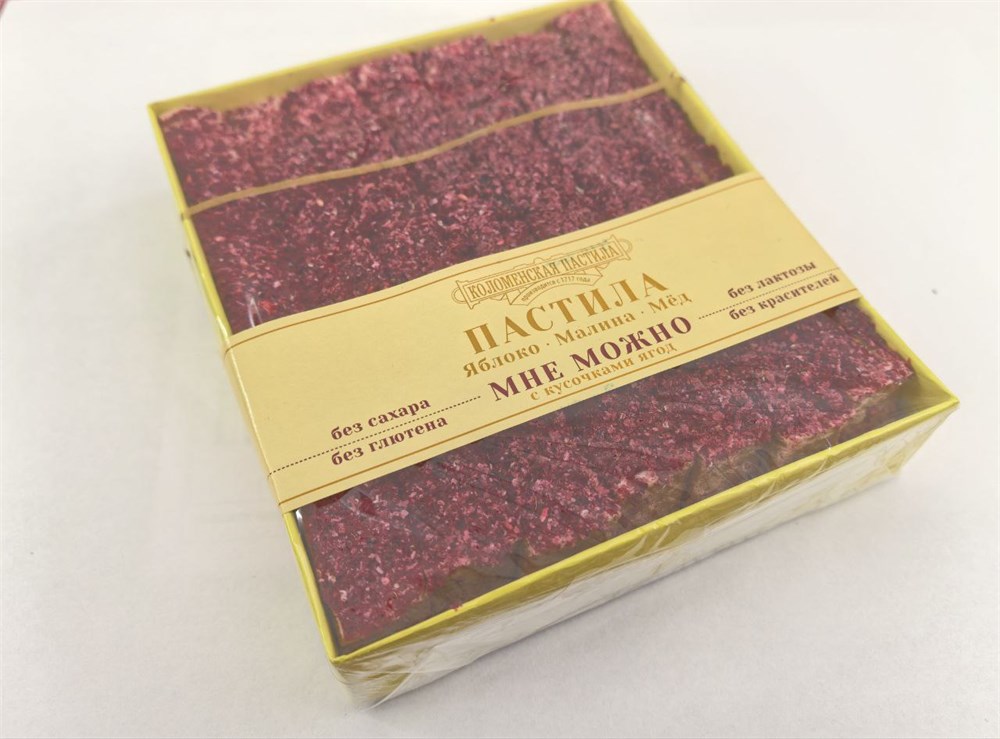 КОЛОМЕНСКАЯ ПАСТИЛА
ПАСТИЛА
Яблоко · Малина · Мёд
МНЕ МОЖНО
с кусочками ягод
без сахара
без глютена
без лактозы
без красителей